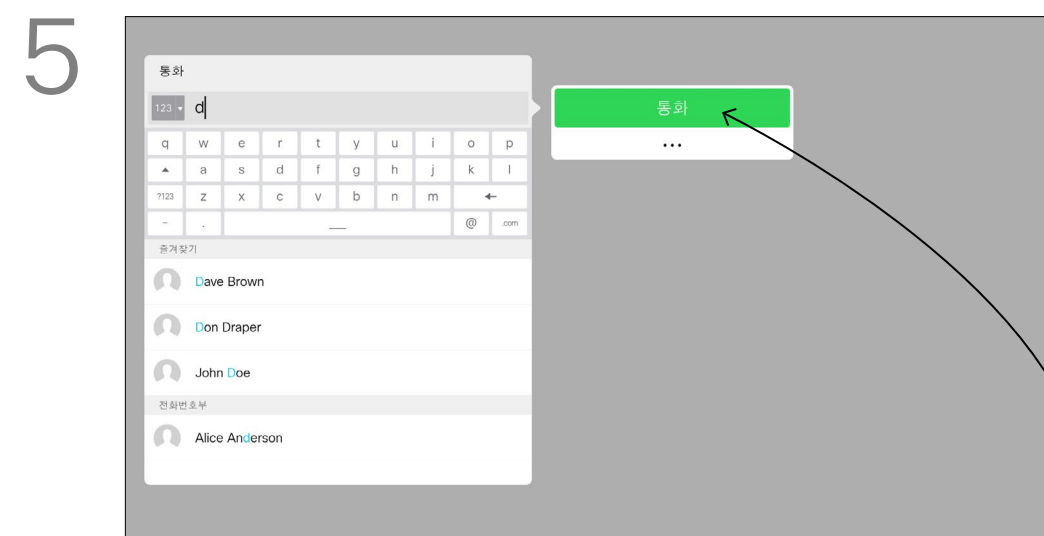 5
통화
123 d
통화
...
q w e r t y u i o p
a s d f g h j k l
?123 z x c v b n m
- . @ .com
즐겨찾기
Dave Brown
Don Draper
John Doe
전화번호부
Alice Anderson